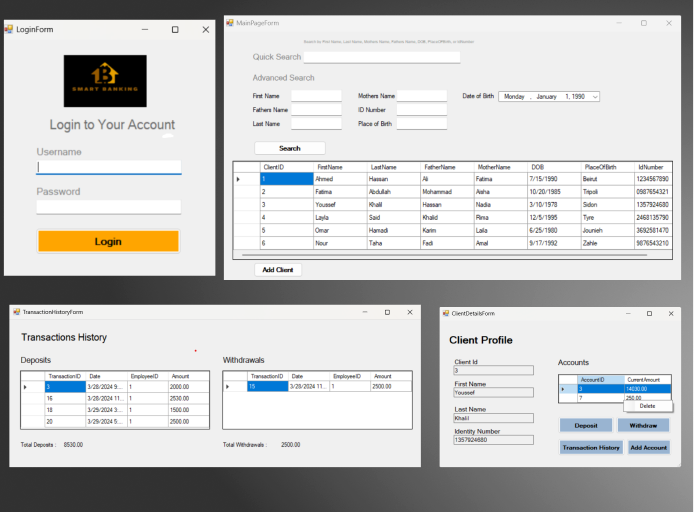 LoginForm
1B
SMART BANKING
Login to Your Account
Username
Password
Login
MainPageForm
Search by First Name, Last Name, Mothers Name, Fathers Name, DOB, PlaceOfBirth, or IdNumber
Quick Search
Advanced Search
First Name Mothers Name Date of Birth Monday , January 1, 1990
Fathers Name ID Number
Last Name Place of Birth
Search
ClientID FirstName LastName FatherName MotherName DOB PlaceOfBirth IdNumber
1 Ahmed Hassan Ali Fatima 7/15/1990 Beirut 1234567890
2 Fatima Abdullah Mohammad Aisha 10/20/1985 Tripoli 0987654321
3 Youssef Khalil Hassan Nadia 3/10/1978 Sidon 1357924680
4 Layla Said Khalid Rima 12/5/1995 Tyre 2468135790
5 Omar Hamadi Karim Laila 6/25/1980 Jounieh 3692581470
6 Nour Taha Fadi Amal 9/17/1992 Zahle 9876543210
Add Client
TransactionHistoryForm
Transactions History
Deposits
TransactionID Date EmployeeID Amount
3 3/28/2024 9... 1 2000.00
16 3/28/2024 11... 1 2530.00
18 3/29/2024 3... 1 1500.00
20 3/29/2024 5... 1 2500.00
Total Deposits : 8530.00
Withdrawals
TransactionID Date EmployeeID Amount
15 3/28/2024 11... 1 2500.00
Total Withdrawals : 2500.00
ClientDetailsForm
Client Profile
Client Id
3
First Name
Youssef
Last Name
Khalil
Identity Number
1357924680
Accounts
AccountID CurrentAmount
3 14030.00
7 250.00
Delete
Deposit Withdraw
Transaction History Add Account